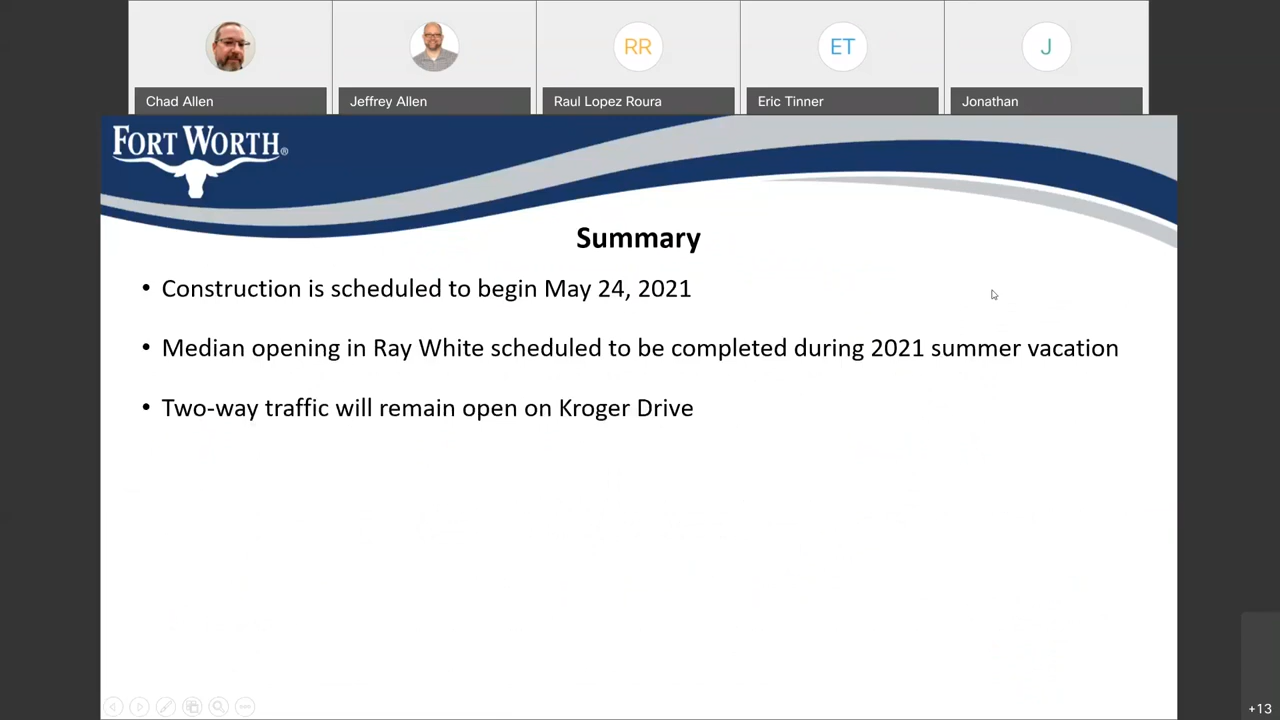 RR
ET
J
Chad Allen
Jeffrey Allen
Raul Lopez Roura
Eric Tinner
Jonathan
FORT WORTH®
Summary
• Construction is scheduled to begin May 24, 2021
• Median opening in Ray White scheduled to be completed during 2021 summer vacation
• Two-way traffic will remain open on Kroger Drive
+13